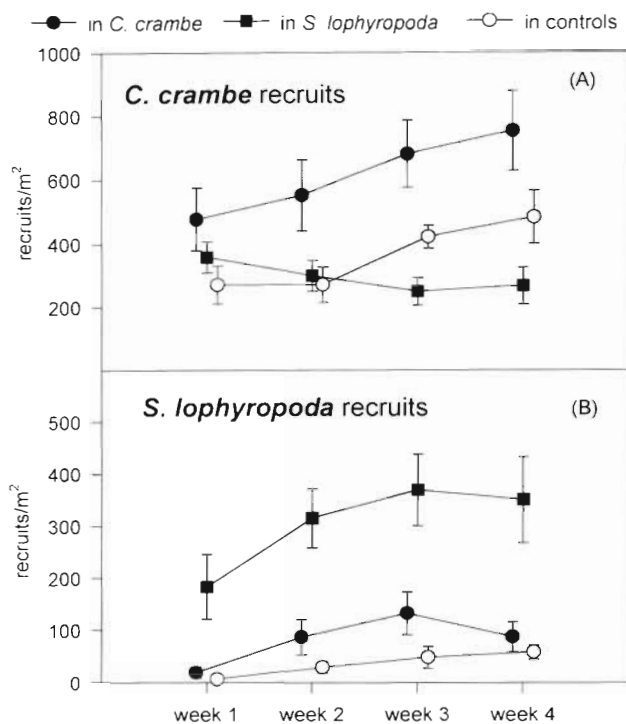 in C. crambe in S lophyropoda in controls
(A)
C. crambe recruits
1000
800
600
400
200
recruits/m²
(B)
S. lophyropoda recruits
500
400
300
200
100
0
recruits/m²
week 1 week 2 week 3 week 4